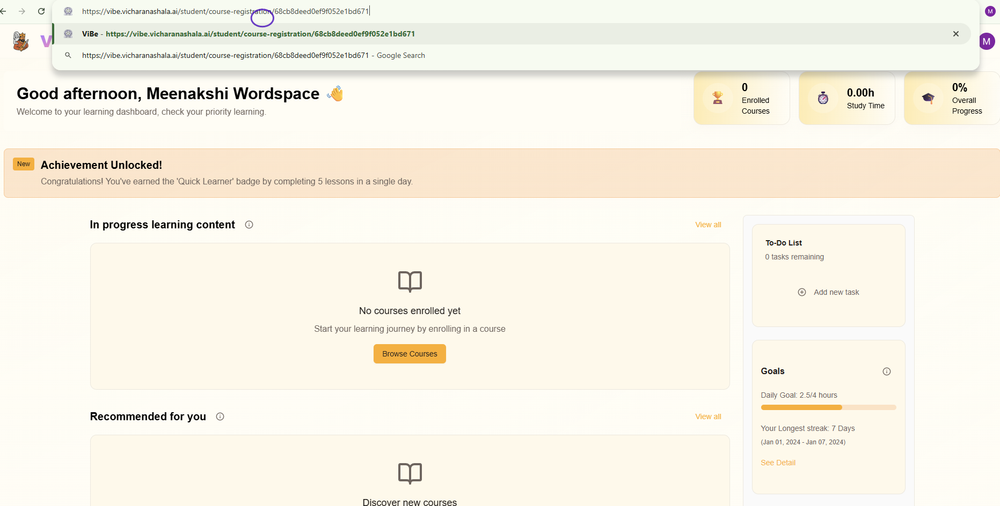 https://vibe.vicharanashala.ai/student/course-registration/68cb8deed0ef9f052e1bd671
M
ViBe - https://vibe.vicharanashala.ai/student/course-registration/68cb8deed0ef9f052e1bd671
https://vibe.vicharanashala.ai/student/course-registration/68cb8deed0ef9f052e1bd671 - Google Search
V
M
Good afternoon, Meenakshi Wordspace
Welcome to your learning dashboard, check your priority learning.
0
Enrolled
Courses
0.00h
Study Time
0%
Overall
Progress
New
Achievement Unlocked!
Congratulations! You've earned the 'Quick Learner' badge by completing 5 lessons in a single day.
In progress learning content
View all
No courses enrolled yet
Start your learning journey by enrolling in a course
Browse Courses
To-Do List
0 tasks remaining
Add new task
Goals
Daily Goal: 2.5/4 hours
Your Longest streak: 7 Days
(Jan 01, 2024 - Jan 07, 2024)
See Detail
Recommended for you
View all
Discover new courses